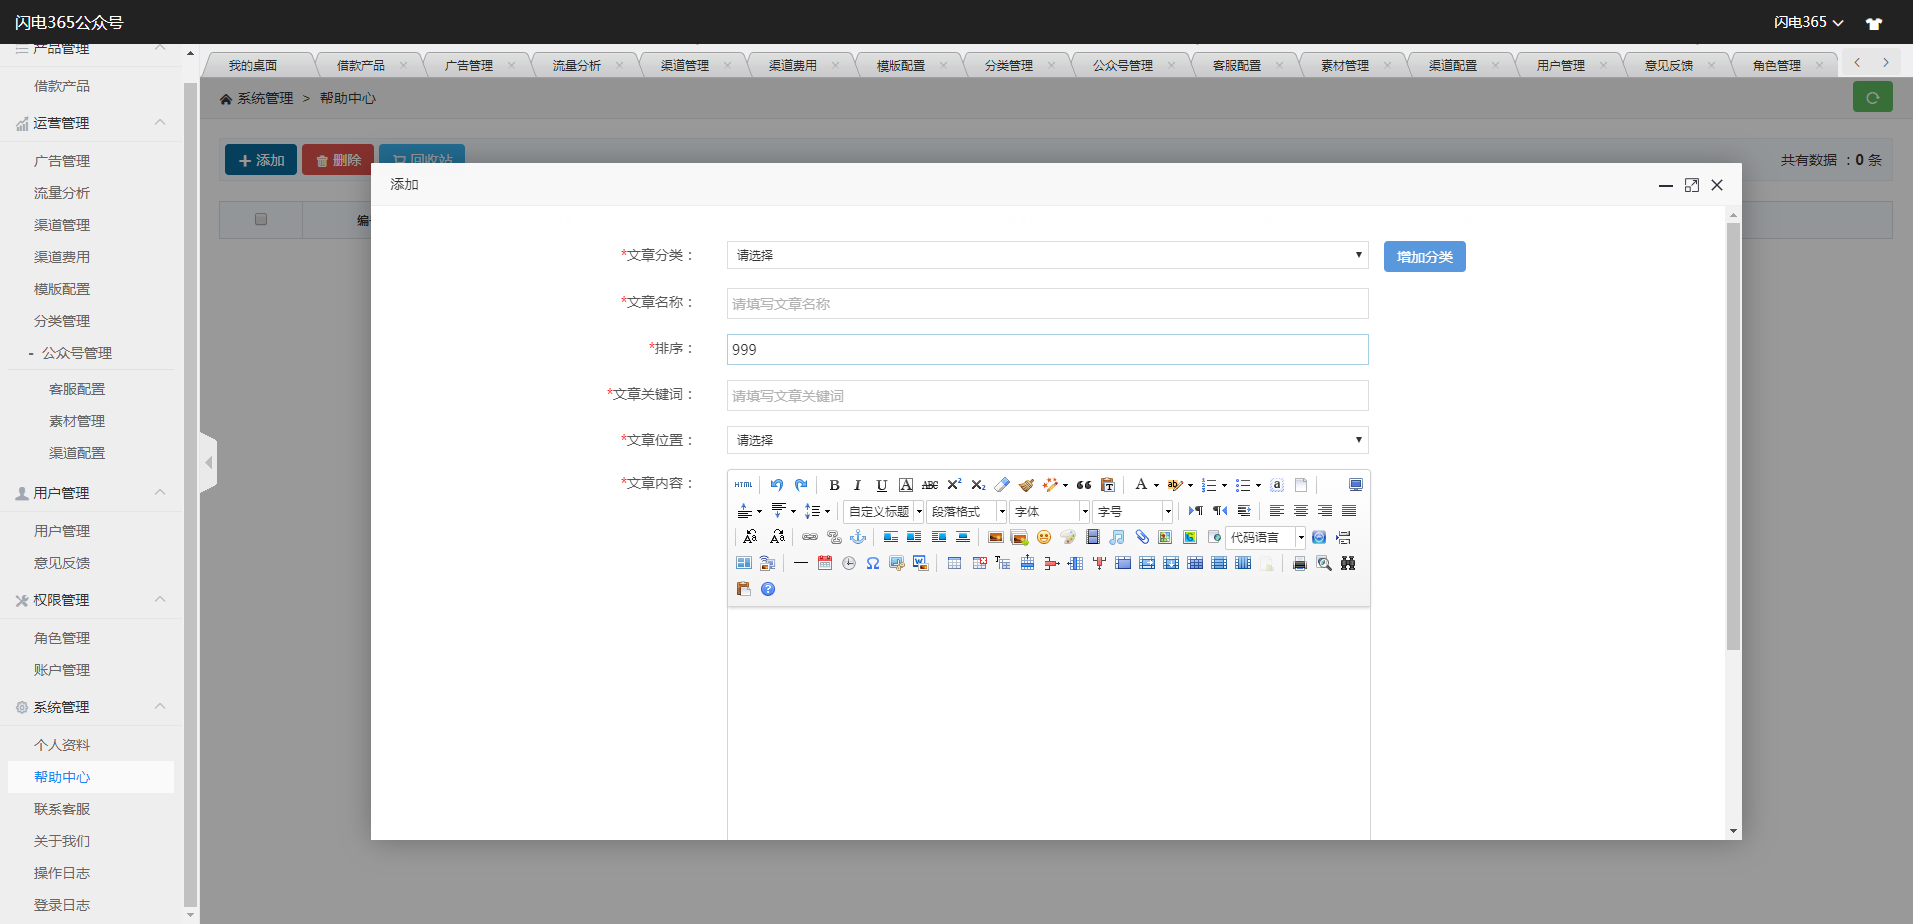 闪电365公众号
闪电365
产品管理
借款产品
运营管理
广告管理
流量分析
渠道管理
渠道费用
模版配置
分类管理
- 公众号管理
客服配置
素材管理
渠道配置
用户管理
用户管理
意见反馈
权限管理
角色管理
账户管理
系统管理
个人资料
帮助中心
联系客服
关于我们
操作日志
登录日志
我的桌面 借款产品 广告管理 流量分析 渠道管理 渠道费用 模版配置 分类管理 公众号管理 客服配置 素材管理 渠道配置 用户管理 意见反馈 角色管理
系统管理 > 帮助中心
添加 删除 回收站
共有数据 ：0 条
添加
*文章分类： 请选择 增加分类
*文章名称： 请填写文章名称
*排序： 999
*文章关键词： 请填写文章关键词
*文章位置： 请选择
*文章内容：
HTML
自定义标题 段落格式 字体 字号
代码语言